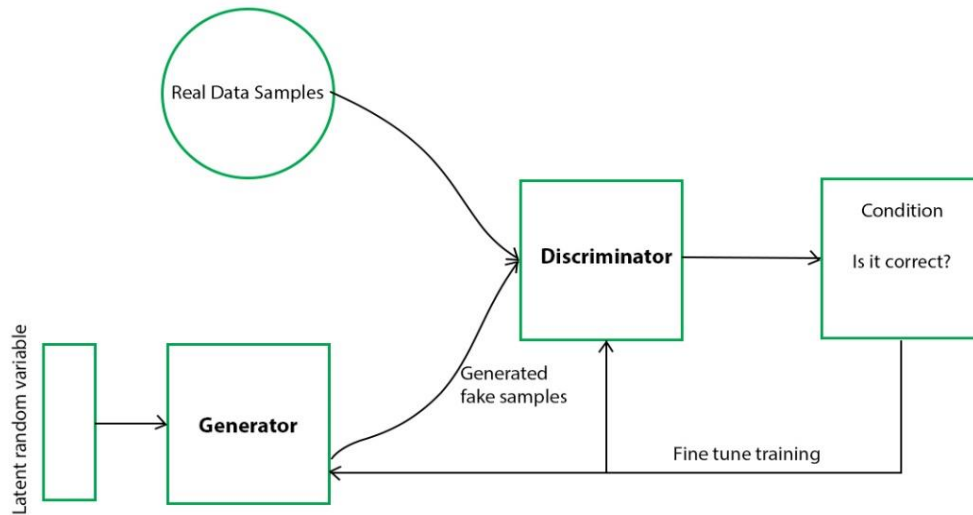 Real Data Samples
Condition
Is it correct?
Discriminator
Latent random variable
Generator
Generated
fake samples
Fine tune training